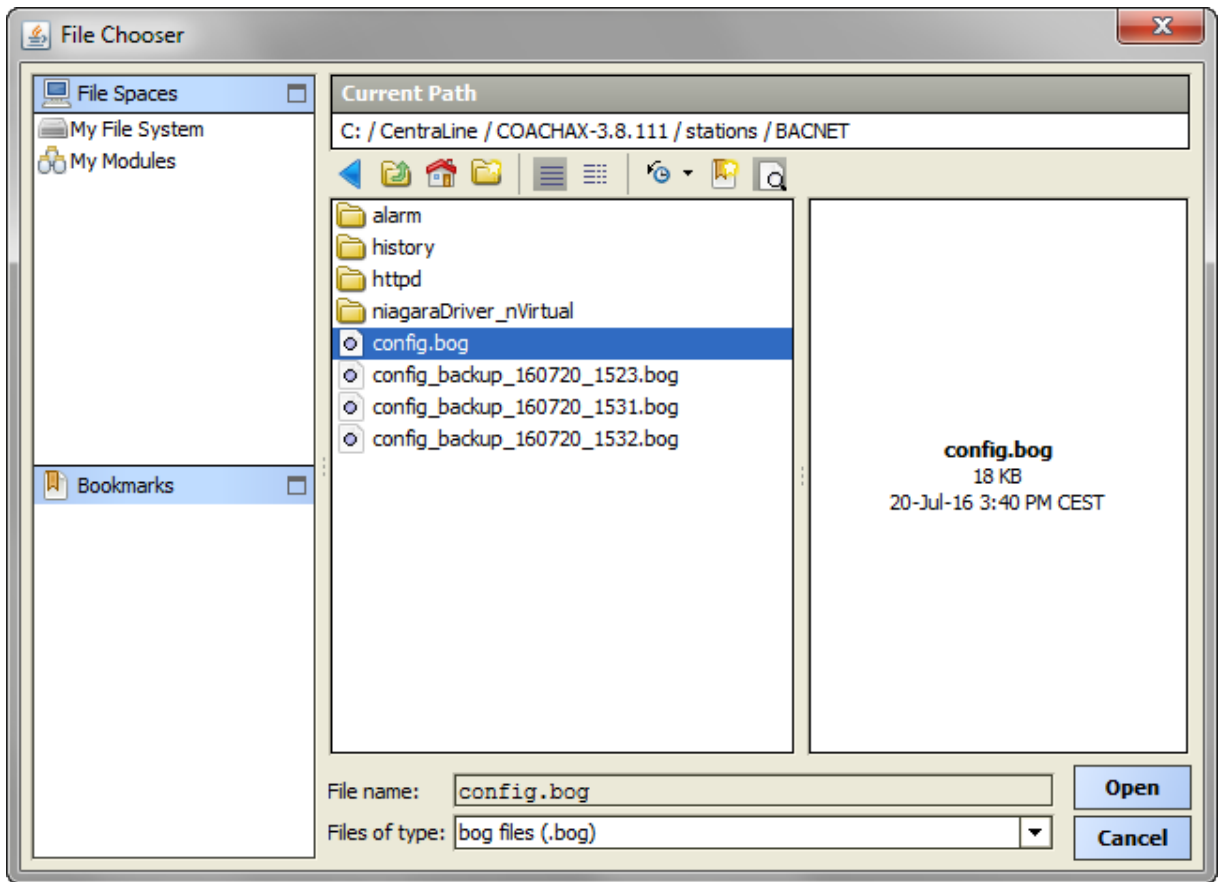 File Chooser
File Spaces
My File System
My Modules
Bookmarks
Current Path
C: / CentraLine / COACHAX-3.8.111 / stations / BACNET
alarm
history
httpd
niagaraDriver_nVirtual
config.bog
config_backup_160720_1523.bog
config_backup_160720_1531.bog
config_backup_160720_1532.bog
config.bog
18 KB
20-Jul-16 3:40 PM CEST
File name: config.bog
Files of type: bog files (.bog)
Open
Cancel